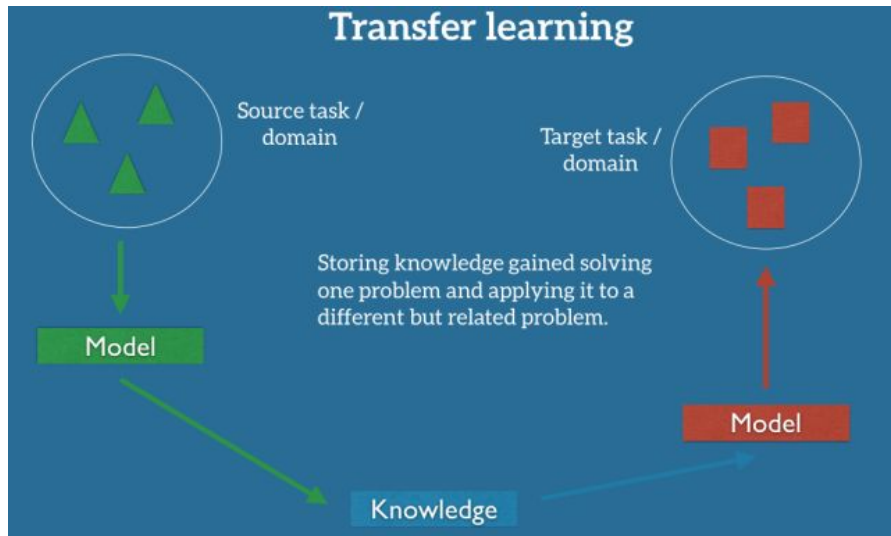 Transfer learning
Source task /
domain
Target task /
domain
Storing knowledge gained solving
one problem and applying it to a
different but related problem.
Model
Model
Knowledge